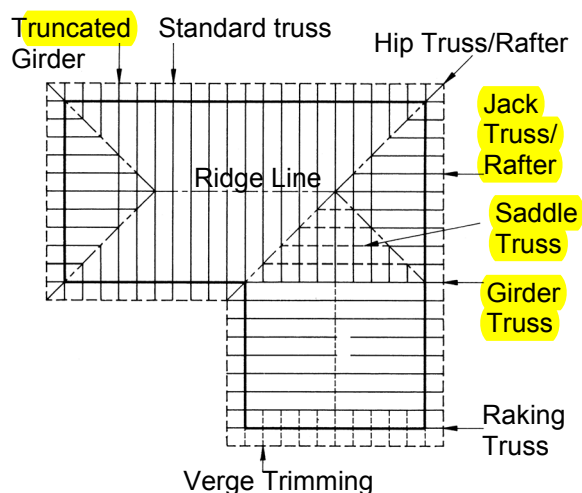 Truncated
Girder
Standard truss
Hip Truss/Rafter
Jack
Truss/
Rafter
Ridge Line
Saddle
Truss
Girder
Truss
Raking
Truss
Verge Trimming